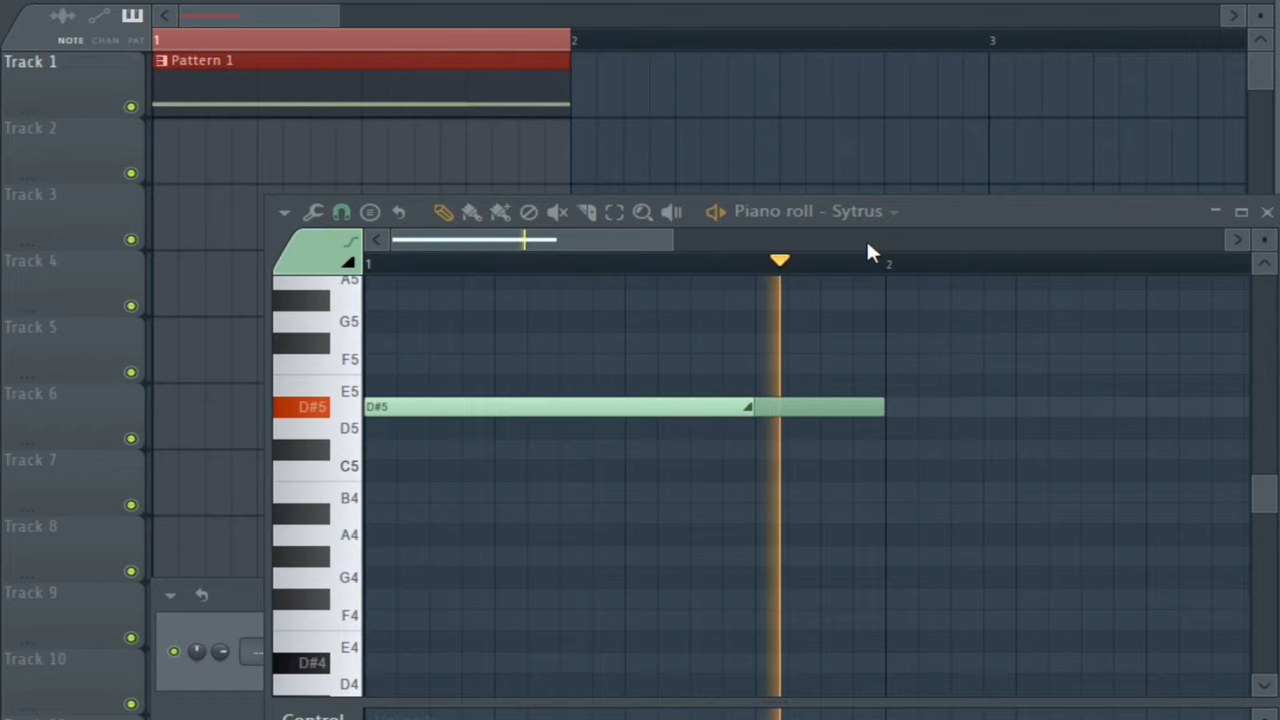 NOTE CHAN PAT
1 2 3
Track 1
Pattern 1
Track 2
Track 3
Piano roll - Sytrus
Track 4
1 2
A5
G5
Track 5
F5
E5
Track 6
D#5
D#5
D5
Track 7
C5
B4
Track 8
A4
G4
Track 9
F4
E4
Track 10
D#4
D4
Control